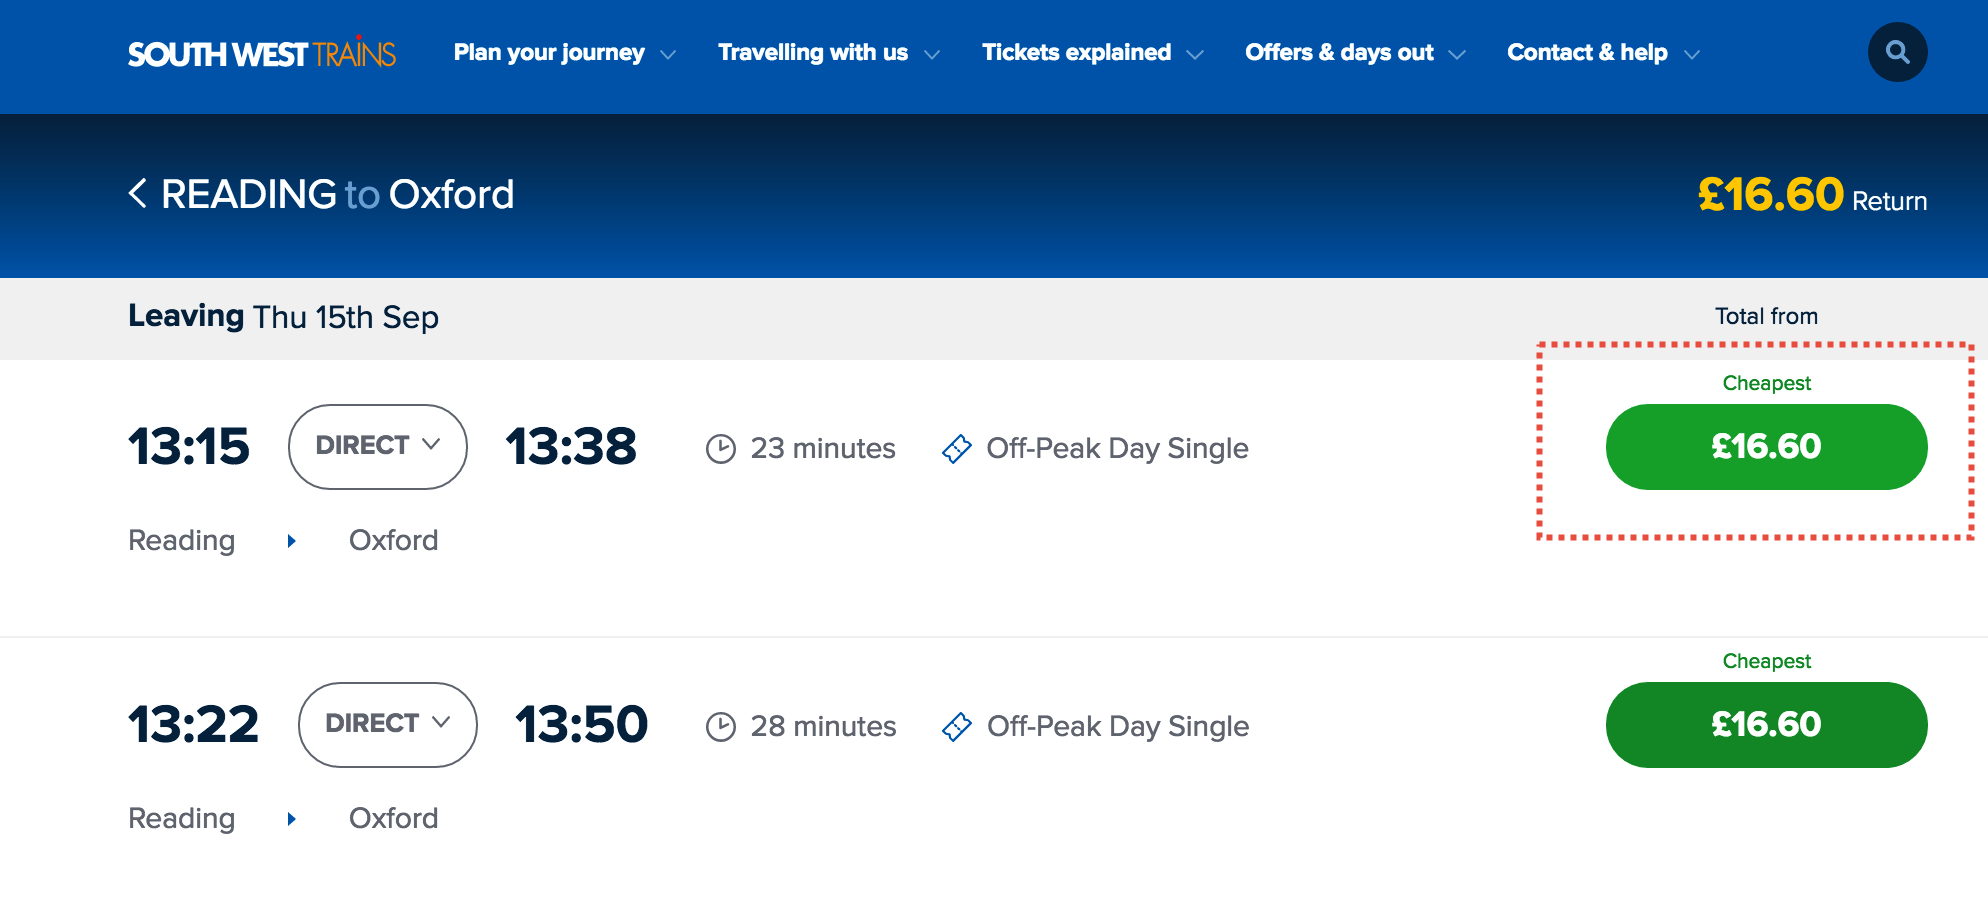 SOUTH WEST TRAINS Plan your journey Travelling with us Tickets explained Offers & days out Contact & help
READING to Oxford £16.60 Return
Leaving Thu 15th Sep Total from
Cheapest
13:15 DIRECT 13:38 23 minutes Off-Peak Day Single £16.60
Reading Oxford
Cheapest
13:22 DIRECT 13:50 28 minutes Off-Peak Day Single £16.60
Reading Oxford